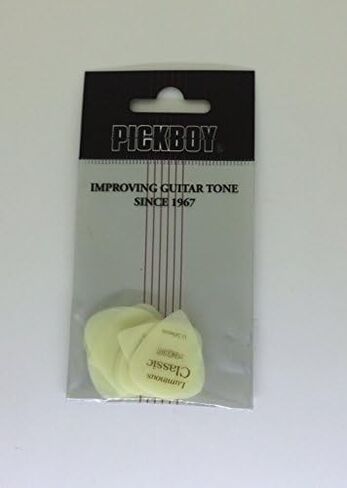 PICKBOY®
IMPROVING GUITAR TONE
SINCE 1967
Luminous
Classic